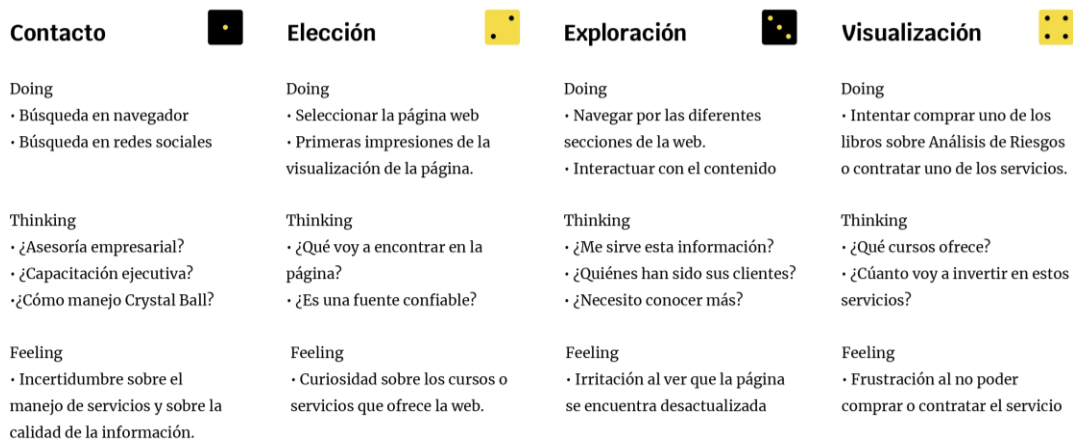 Contacto
Doing
• Búsqueda en navegador
• Búsqueda en redes sociales
Thinking
• ¿Asesoría empresarial?
• ¿Capacitación ejecutiva?
•¿Cómo manejo Crystal Ball?
Feeling
• Incertidumbre sobre el
manejo de servicios y sobre la
calidad de la información.
Elección
Doing
• Seleccionar la página web
• Primeras impresiones de la
visualización de la página.
Thinking
• ¿Qué voy a encontrar en la
página?
• ¿Es una fuente confiable?
Feeling
• Curiosidad sobre los cursos o
servicios que ofrece la web.
Exploración
Doing
• Navegar por las diferentes
secciones de la web.
• Interactuar con el contenido
Thinking
• ¿Me sirve esta información?
• ¿Quiénes han sido sus clientes?
• ¿Necesito conocer más?
Feeling
• Irritación al ver que la página
se encuentra desactualizada
Visualización
Doing
• Intentar comprar uno de los
libros sobre Análisis de Riesgos
o contratar uno de los servicios.
Thinking
• ¿Qué cursos ofrece?
• ¿Cúanto voy a invertir en estos
servicios?
Feeling
• Frustración al no poder
comprar o contratar el servicio